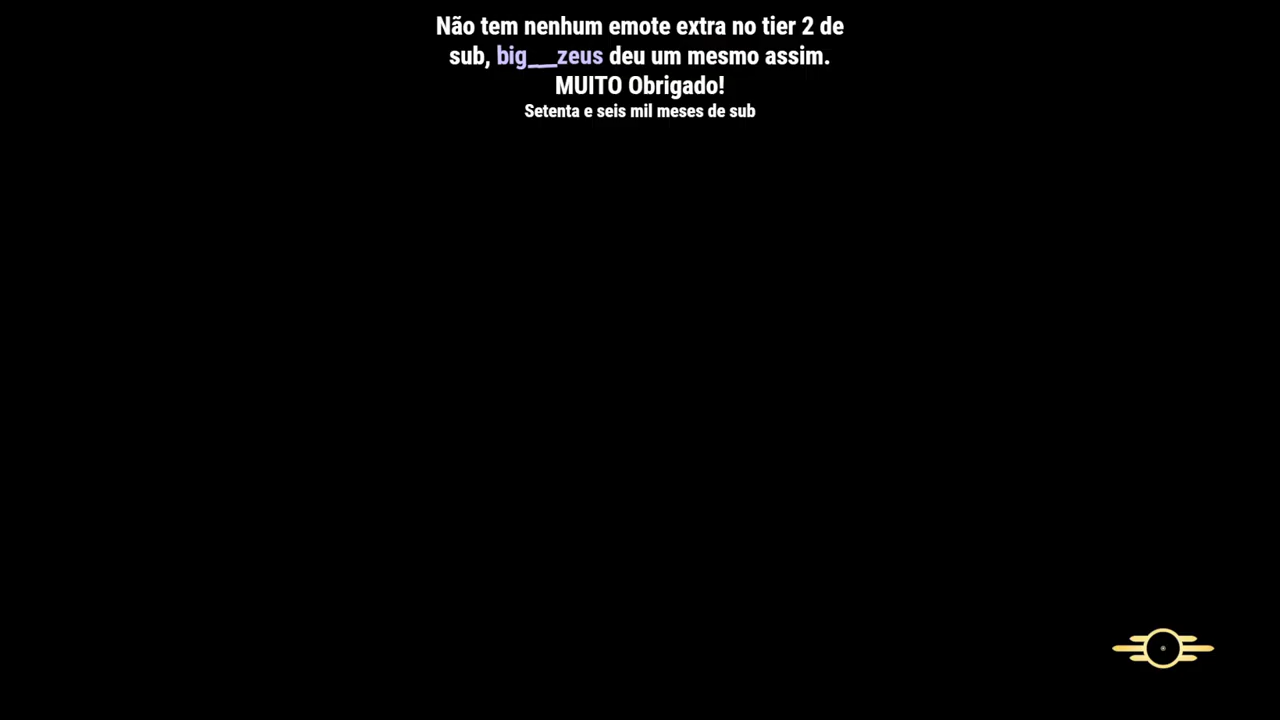 Não tem nenhum emote extra no tier 2 de
sub, big__zeus deu um mesmo assim.
MUITO Obrigado!
Setenta e seis mil meses de sub